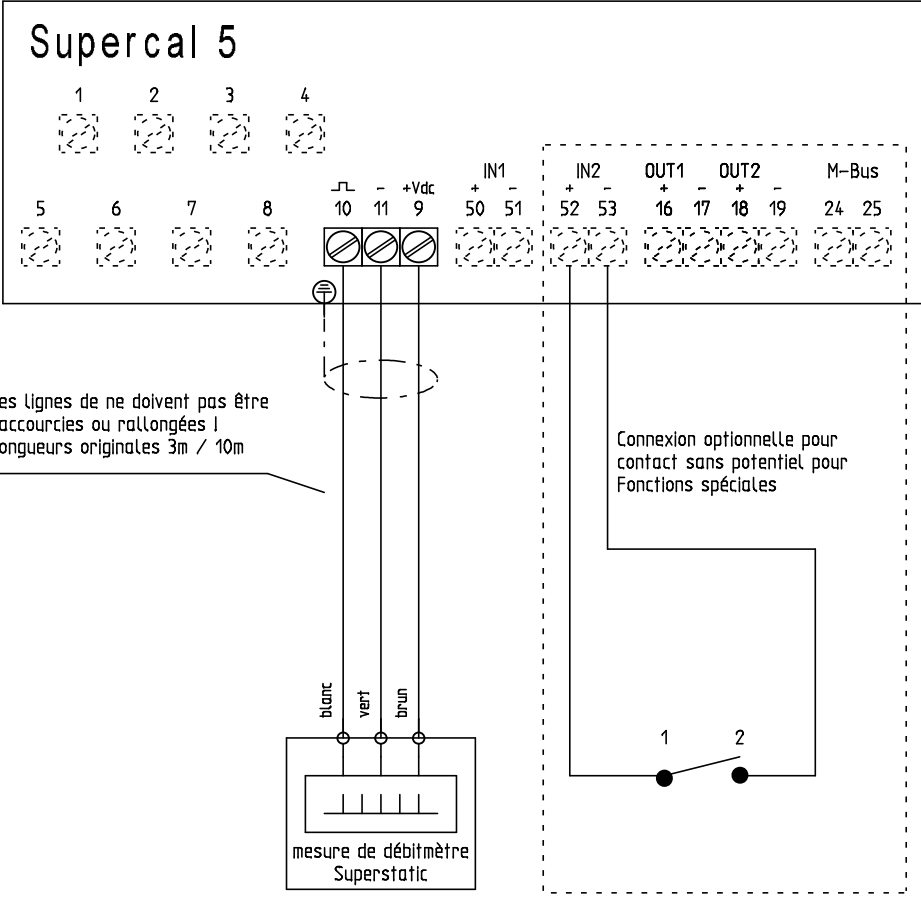 Supercal 5
1 2 3 4
IN1 IN2 OUT1 OUT2 M-Bus
- +Vdc + - + - + - + -
5 6 7 8 10 11 9 50 51 52 53 16 17 18 19 24 25
es lignes de ne doivent pas être
accourcies ou rallongées !
ongueurs originales 3m / 10m
Connexion optionnelle pour
contact sans potentiel pour
Fonctions spéciales
blanc
vert
brun
1 2
mesure de débitmètre
Superstatic